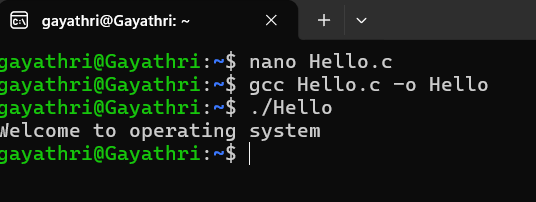 gayathri@Gayathri: ~
gayathri@Gayathri:~$ nano Hello.c
gayathri@Gayathri:~$ gcc Hello.c -o Hello
gayathri@Gayathri:~$ ./Hello
Welcome to operating system
gayathri@Gayathri:~$